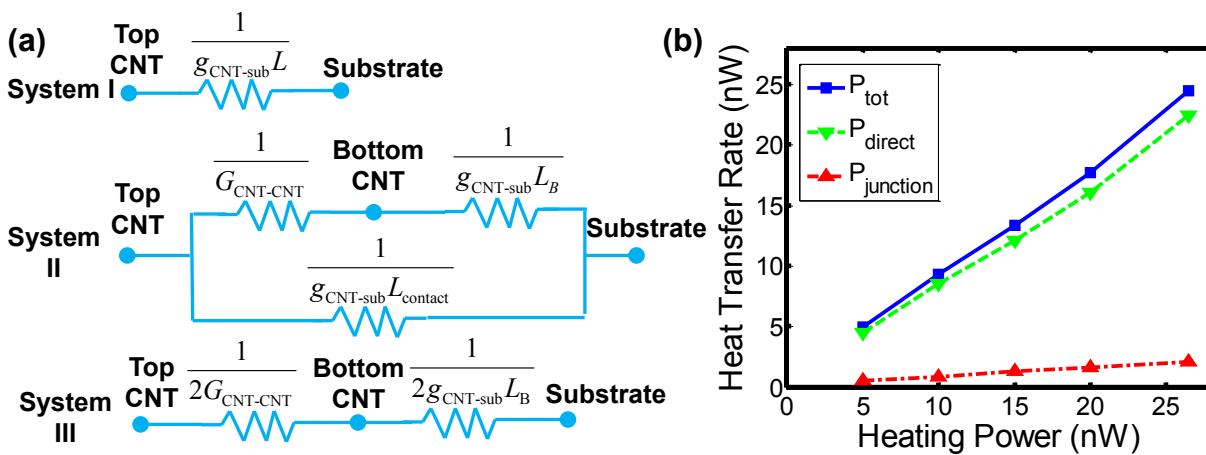 (a)
Top
CNT
1
g_CNT-sub L
System I
Substrate
1
G_CNT-CNT
Bottom
CNT
1
g_CNT-sub L_B
Top
CNT
System
II
Substrate
1
g_CNT-sub L_contact
Top
CNT
1
2G_CNT-CNT
Bottom
CNT
1
2g_CNT-sub L_B
Substrate
System
III
(b)
Heat Transfer Rate (nW)
25
20
15
10
5
0
P_tot
P_direct
P_junction
0 5 10 15 20 25
Heating Power (nW)